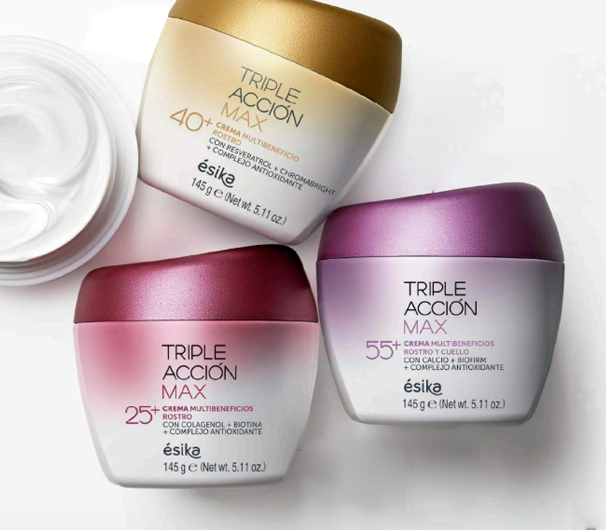 TRIPLE
ACCIÓN
MAX
40+ CREMA MULTIBENEFICIO
ROSTRO
CON RESVERATROL + CHROMABRIGHT
+ COMPLEJO ANTIOXIDANTE
ésika
145 g e (Net wt. 5.11 oz.)
TRIPLE
ACCIÓN
MAX
55+ CREMA MULTIBENEFICIOS
ROSTRO Y CUELLO
CON CALCIO + BIOFIRM
+ COMPLEJO ANTIOXIDANTE
ésika
145 g e (Net wt. 5.11 oz.)
TRIPLE
ACCIÓN
MAX
25+ CREMA MULTIBENEFICIOS
ROSTRO
CON COLAGENOL + BIOTINA
+ COMPLEJO ANTIOXIDANTE
ésika
145 g e (Net wt. 5.11 oz.)